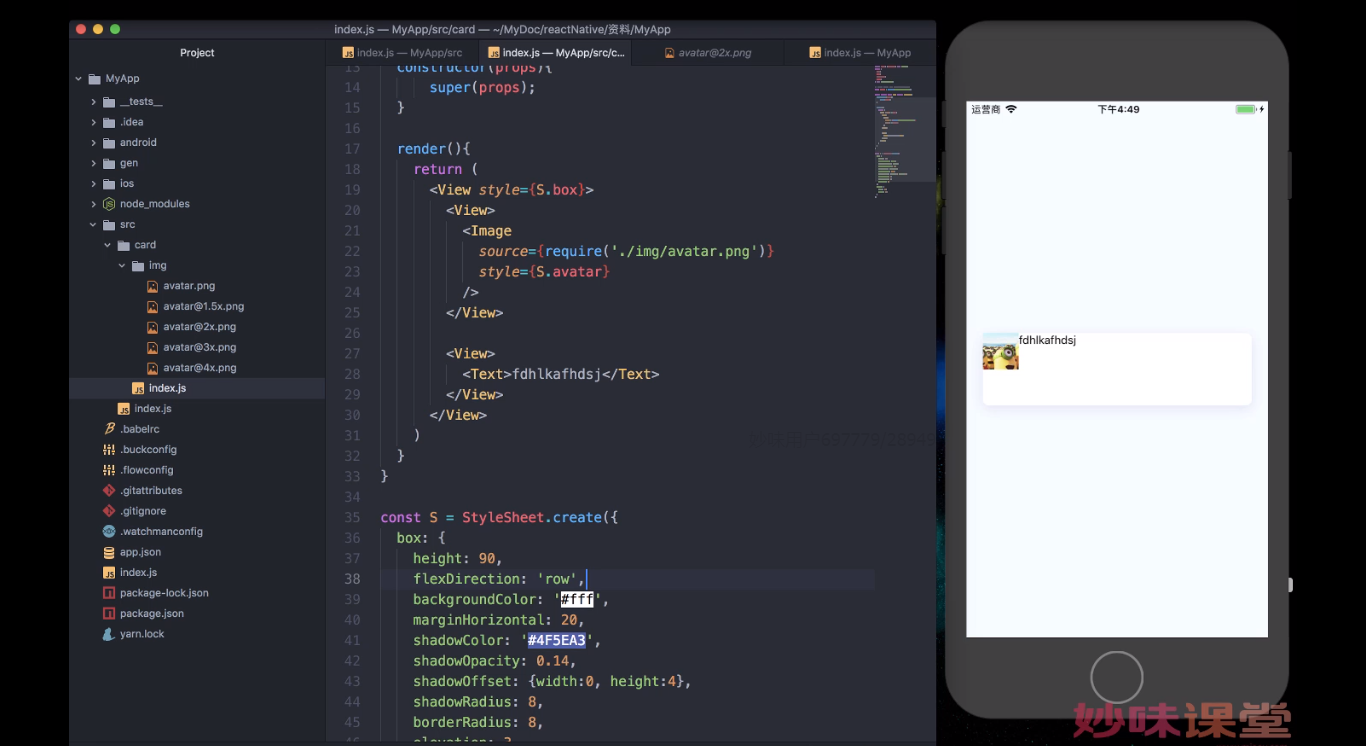 index.js — MyApp/src/card — ~/MyDoc/reactNative/资料/MyApp
Project
index.js — MyApp/src
index.js — MyApp/src/c...
avatar@2x.png
index.js — MyApp
MyApp
__tests__
.idea
android
gen
ios
node_modules
src
card
img
avatar.png
avatar@1.5x.png
avatar@2x.png
avatar@3x.png
avatar@4x.png
index.js
index.js
.babelrc
.buckconfig
.flowconfig
.gitattributes
.gitignore
.watchmanconfig
app.json
index.js
package-lock.json
package.json
yarn.lock
13 constructor(props){
14 super(props);
15 }
16
17 render(){
18 return (
19 <View style={S.box}>
20 <View>
21 <Image
22 source={require('./img/avatar.png')}
23 style={S.avatar}
24 />
25 </View>
26
27 <View>
28 <Text>fdhlkafhdsj</Text>
29 </View>
30 </View>
31 )
32 }
33 }
34
35 const S = StyleSheet.create({
36 box: {
37 height: 90,
38 flexDirection: 'row',
39 backgroundColor: '#fff',
40 marginHorizontal: 20,
41 shadowColor: '#4F5EA3',
42 shadowOpacity: 0.14,
43 shadowOffset: {width:0, height:4},
44 shadowRadius: 8,
45 borderRadius: 8,
运营商
下午4:49
fdhlkafhdsj
妙味课堂